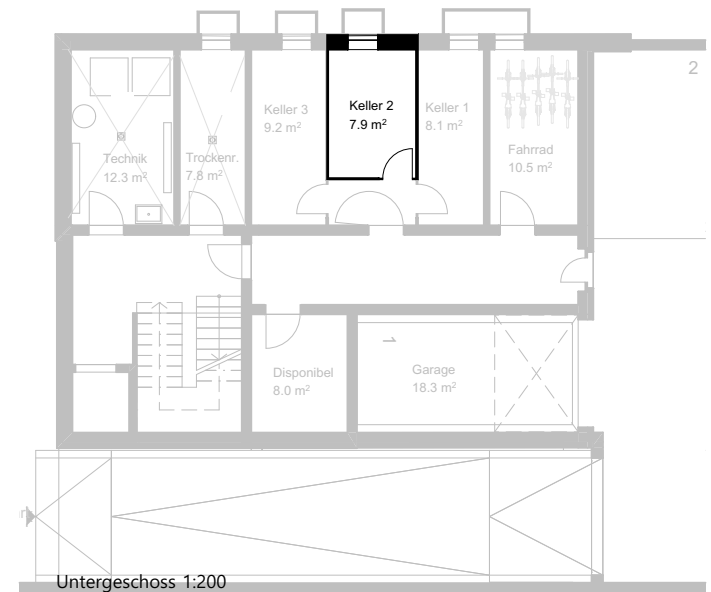 2
Keller 3
9.2 m²
Keller 2
7.9 m²
Keller 1
8.1 m²
Technik
12.3 m²
Trockenr.
7.8 m²
Fahrrad
10.5 m²
1
Disponibel
8.0 m²
Garage
18.3 m²
Untergeschoss 1:200